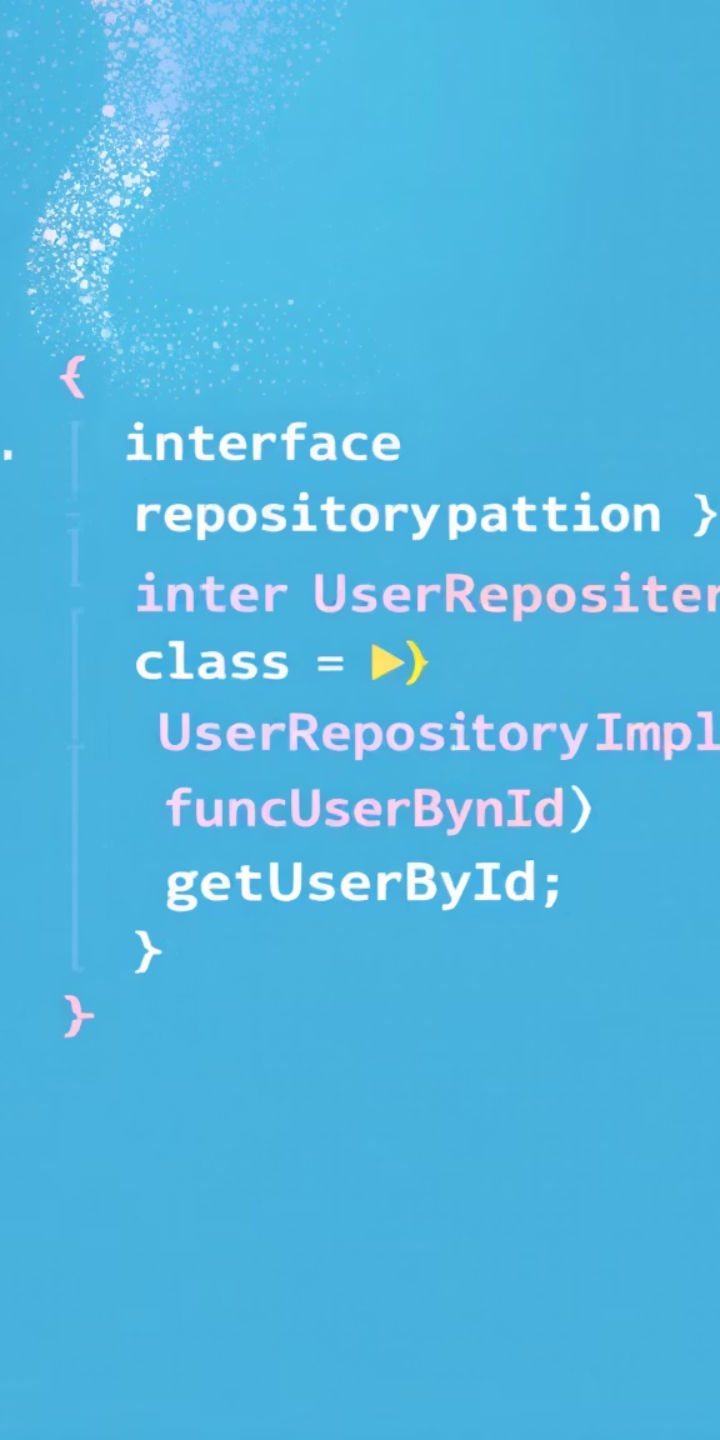 {
. interface
repositorypattion }
inter UserRepositer
class = ▶)
UserRepositoryImpl
funcUserBynId)
getUserById;
}
}